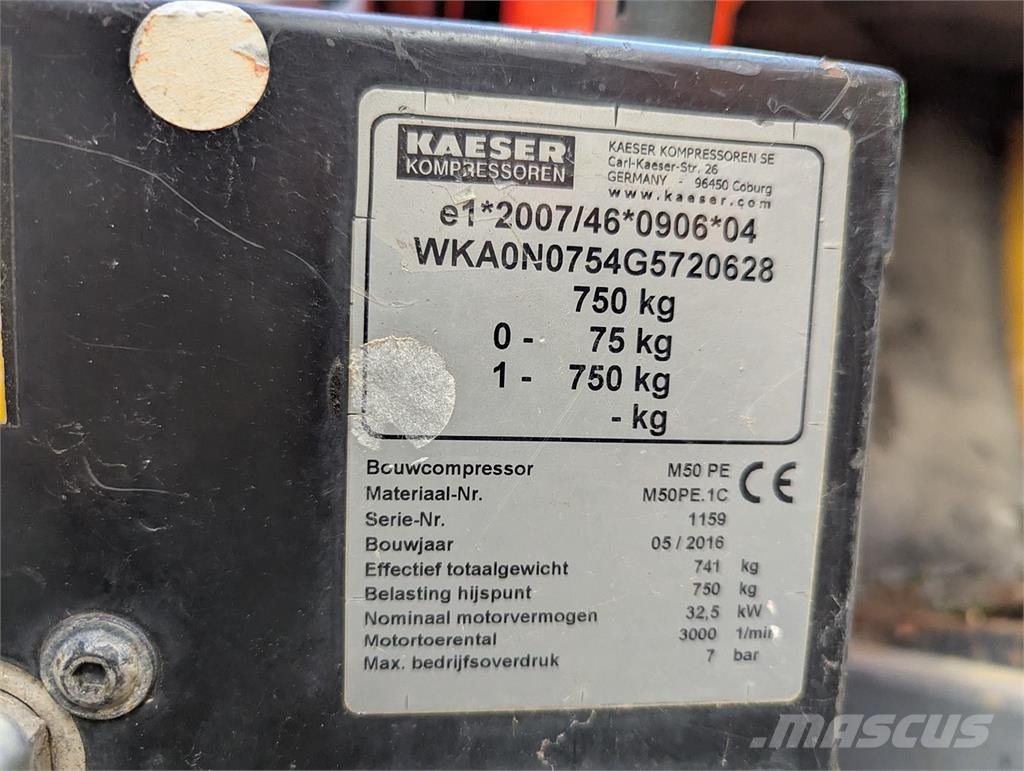 KAESER
KOMPRESSOREN
KAESER KOMPRESSOREN SE
Carl-Kaeser-Str. 26
GERMANY - 96450 Coburg
www.kaeser.com
e1*2007/46*0906*04
WKA0N0754G5720628
750 kg
0 - 75 kg
1 - 750 kg
- kg
Bouwcompressor M50 PE
Materiaal-Nr. M50PE.1C
CE
Serie-Nr. 1159
Bouwjaar 05 / 2016
Effectief totaalgewicht 741 kg
Belasting hijspunt 750 kg
Nominaal motorvermogen 32,5 kW
Motortoerental 3000 1/min
Max. bedrijfsoverdruk 7 bar
MASCUS